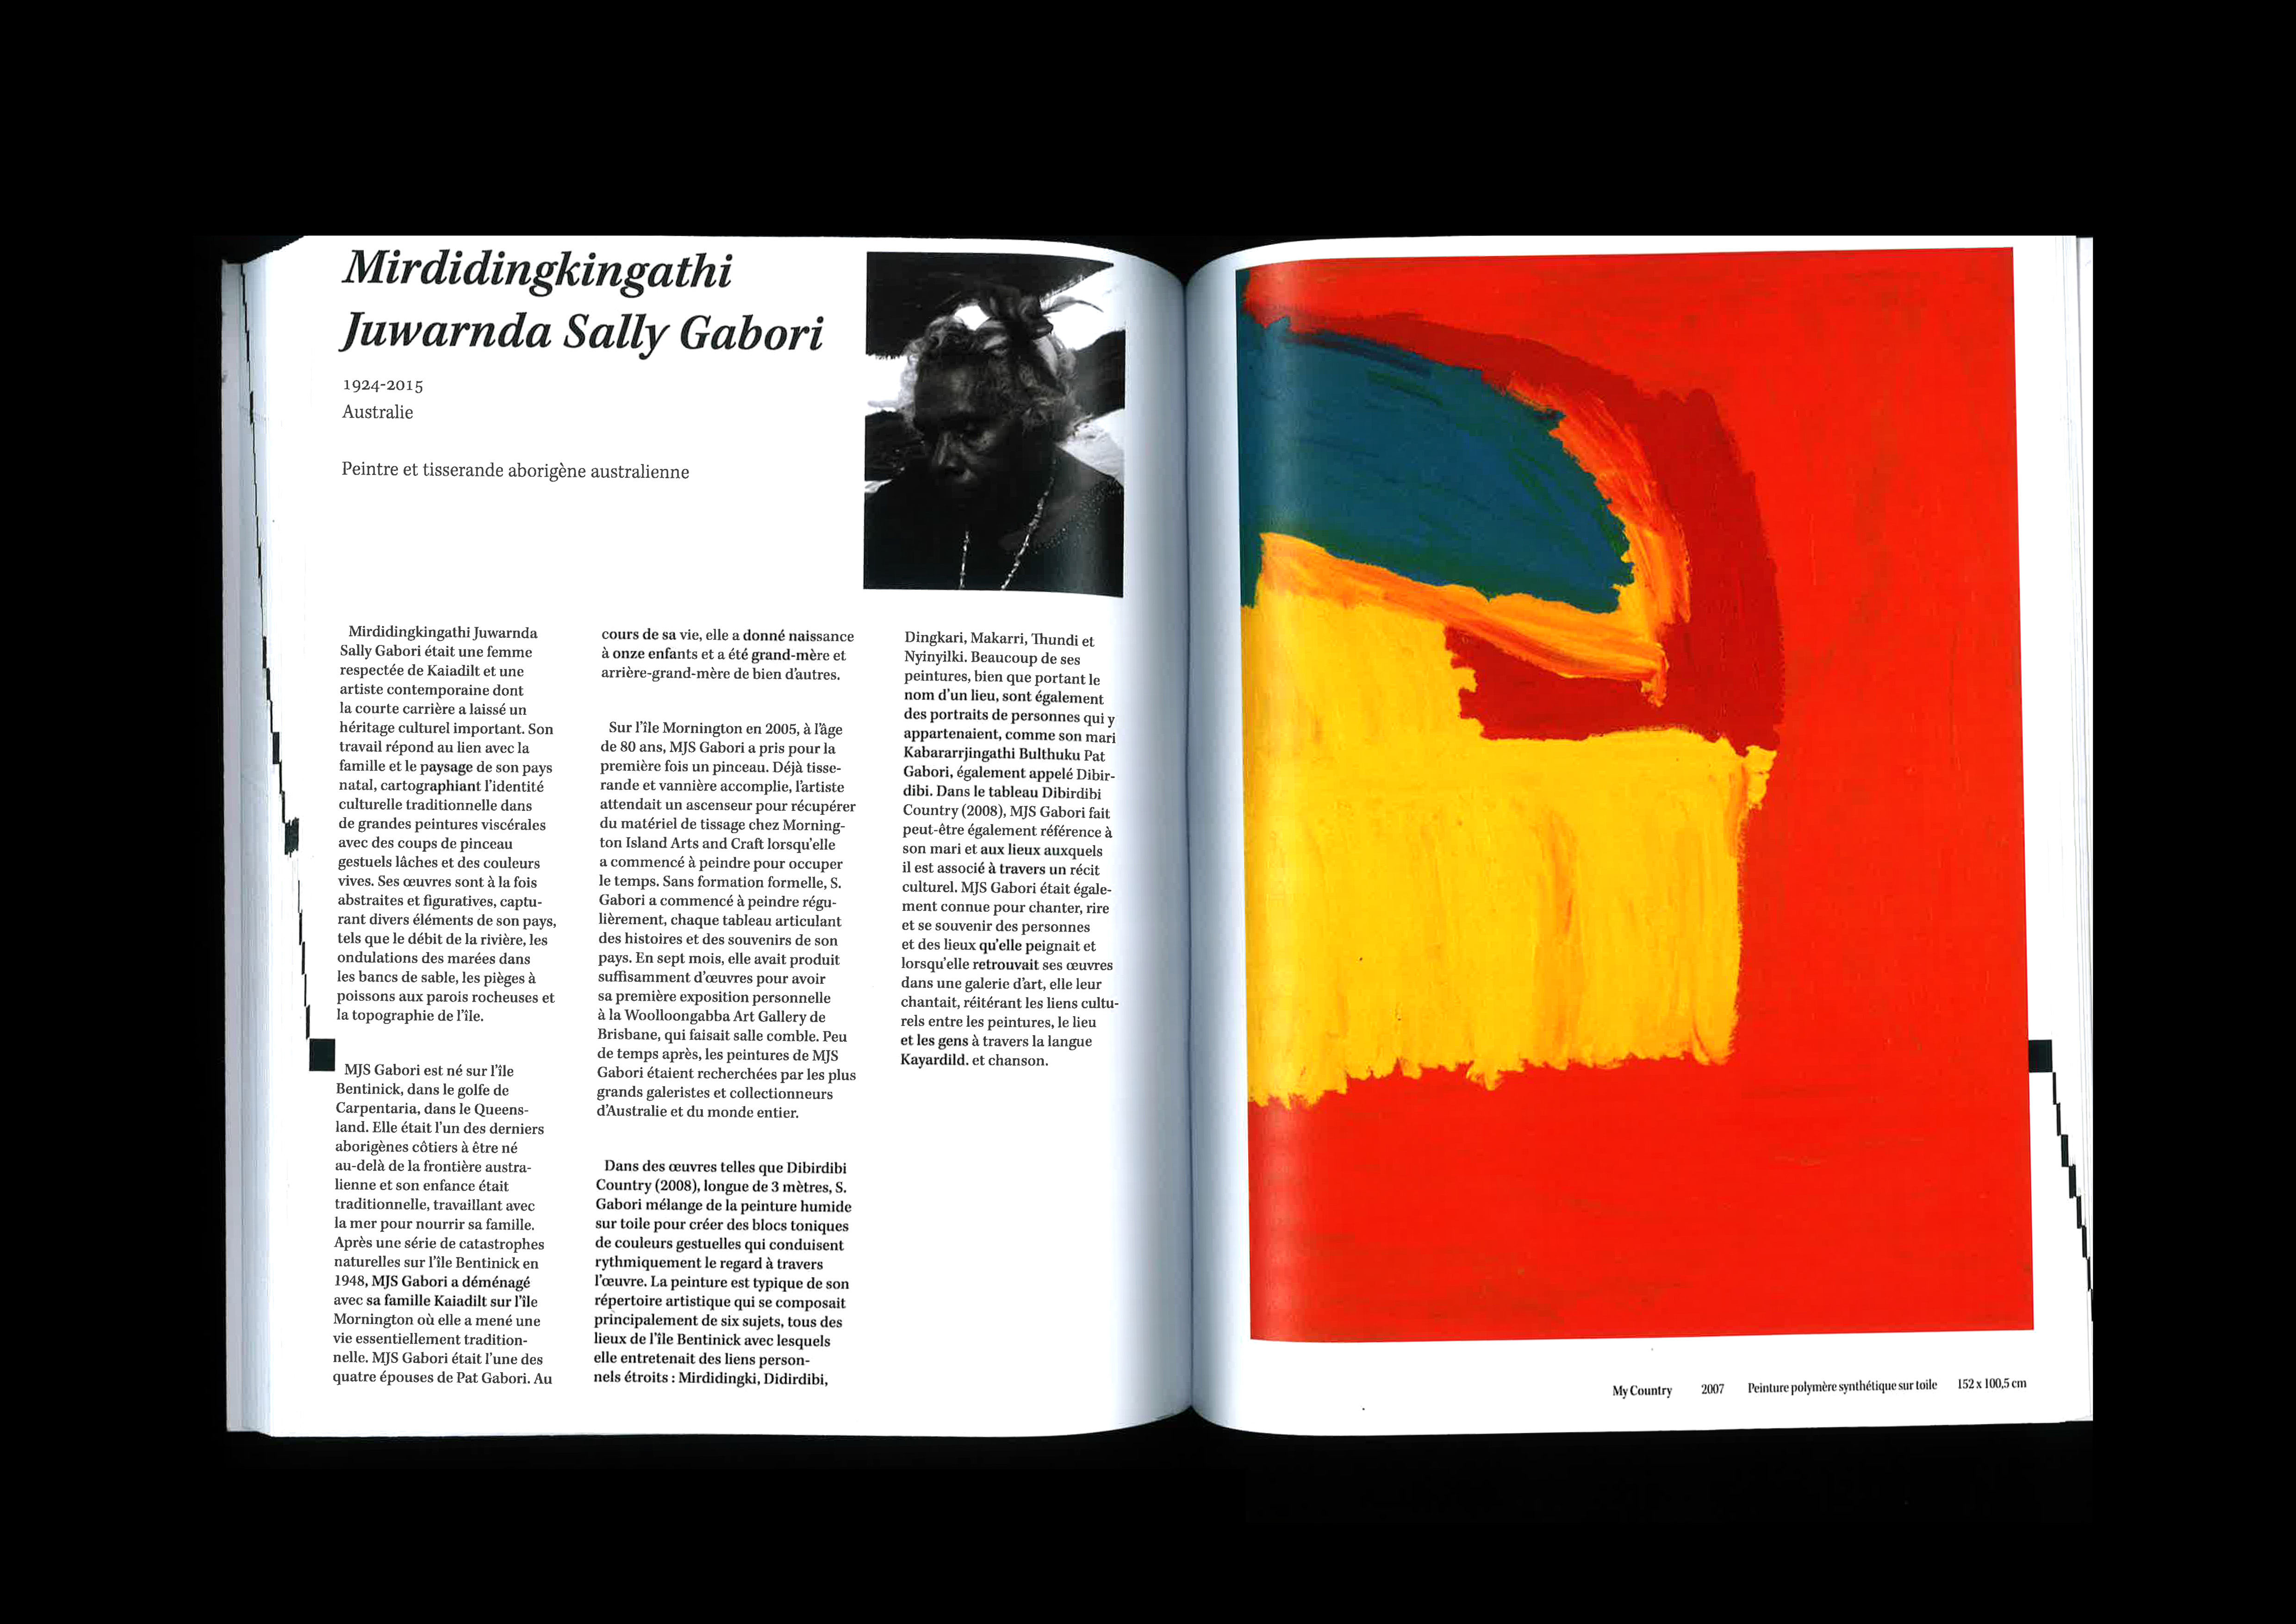 Mirdidingkingathi
Juwarnda Sally Gabori
1924-2015
Australie
Peintre et tisserande aborigène australienne
Mirdidingkingathi Juwarnda
Sally Gabori était une femme
respectée de Kaiadilt et une
artiste contemporaine dont
la courte carrière a laissé un
héritage culturel important. Son
travail répond au lien avec la
famille et le paysage de son pays
natal, cartographiant l'identité
culturelle traditionnelle dans
de grandes peintures viscérales
avec des coups de pinceau
gestuels lâches et des couleurs
vives. Ses œuvres sont à la fois
abstraites et figuratives, captu-
rant divers éléments de son pays,
tels que le débit de la rivière, les
ondulations des marées dans
les bancs de sable, les pièges à
poissons aux parois rocheuses et
la topographie de l'île.
MJS Gabori est né sur l'île
Bentinick, dans le golfe de
Carpentaria, dans le Queens-
land. Elle était l'un des derniers
aborigènes côtiers à être né
au-delà de la frontière austra-
lienne et son enfance était
traditionnelle, travaillant avec
la mer pour nourrir sa famille.
Après une série de catastrophes
naturelles sur l'île Bentinick en
1948, MJS Gabori a déménagé
avec sa famille Kaiadilt sur l'île
Mornington où elle a mené une
vie essentiellement tradition-
nelle. MJS Gabori était l'une des
quatre épouses de Pat Gabori. Au
cours de sa vie, elle a donné naissance
à onze enfants et a été grand-mère et
arrière-grand-mère de bien d'autres.
Sur l'île Mornington en 2005, à l'âge
de 80 ans, MJS Gabori a pris pour la
première fois un pinceau. Déjà tisse-
rande et vannière accomplie, l'artiste
attendait un ascenseur pour récupérer
du matériel de tissage chez Morning-
ton Island Arts and Craft lorsqu'elle
a commencé à peindre pour occuper
le temps. Sans formation formelle, S.
Gabori a commencé à peindre régu-
lièrement, chaque tableau articulant
des histoires et des souvenirs de son
pays. En sept mois, elle avait produit
suffisamment d'œuvres pour avoir
sa première exposition personnelle
à la Woolloongabba Art Gallery de
Brisbane, qui faisait salle comble. Peu
de temps après, les peintures de MJS
Gabori étaient recherchées par les plus
grands galeristes et collectionneurs
d'Australie et du monde entier.
Dans des œuvres telles que Dibirdibi
Country (2008), longue de 3 mètres, S.
Gabori mélange de la peinture humide
sur toile pour créer des blocs toniques
de couleurs gestuelles qui conduisent
rythmiquement le regard à travers
l'œuvre. La peinture est typique de son
répertoire artistique qui se composait
principalement de six sujets, tous des
lieux de l'île Bentinick avec lesquels
elle entretenait des liens person-
nels étroits : Mirdidingki, Didirdibi,
Dingkari, Makarri, Thundi et
Nyinyilki. Beaucoup de ses
peintures, bien que portant le
nom d'un lieu, sont également
des portraits de personnes qui y
appartenaient, comme son mari
Kabararrjingathi Bulthuku Pat
Gabori, également appelé Dibir-
dibi. Dans le tableau Dibirdibi
Country (2008), MJS Gabori fait
peut-être également référence à
son mari et aux lieux auxquels
il est associé à travers un récit
culturel. MJS Gabori était égale-
ment connue pour chanter, rire
et se souvenir des personnes
et des lieux qu'elle peignait et
lorsqu'elle retrouvait ses œuvres
dans une galerie d'art, elle leur
chantait, réitérant les liens cultu-
rels entre les peintures, le lieu
et les gens à travers la langue
Kayardild. et chanson.
My Country 2007 Peinture polymère synthétique sur toile 152 x 100,5 cm